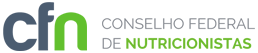 cfn
CONSELHO FEDERAL
DE NUTRICIONISTAS